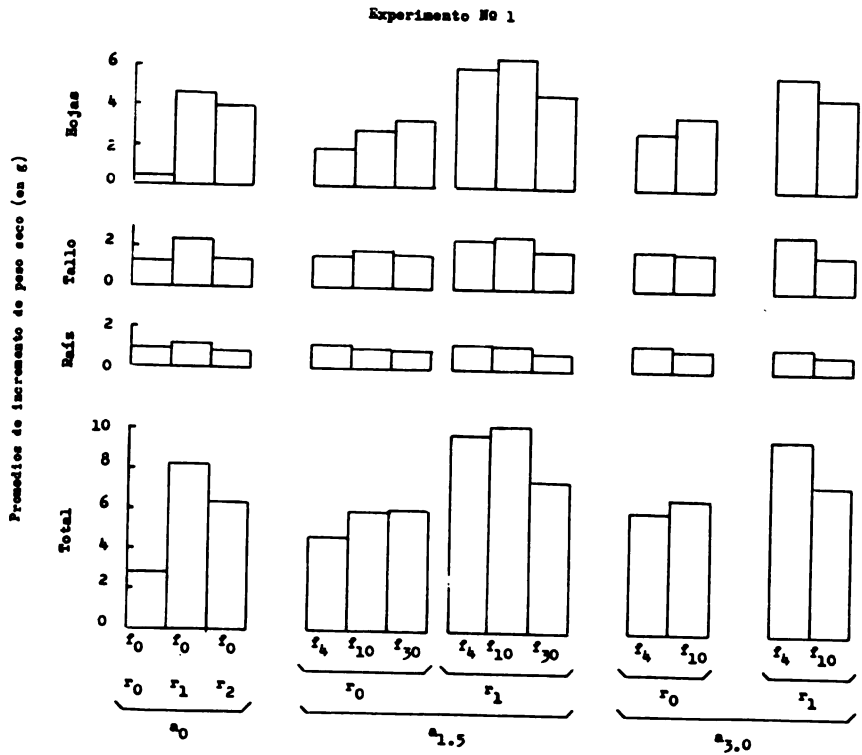 Experimento Nº 1
Promedios de incremento de peso seco (en g)
Hojas
6
4
2
0
Tallo
2
0
Raís
2
0
Total
10
8
6
4
2
0
f0 f0 f0 f4 f10 f30 f4 f10 f30 f4 f10 f4 f10
r0 r1 r2 r0 r1 r0 r1
a0 a1.5 a3.0